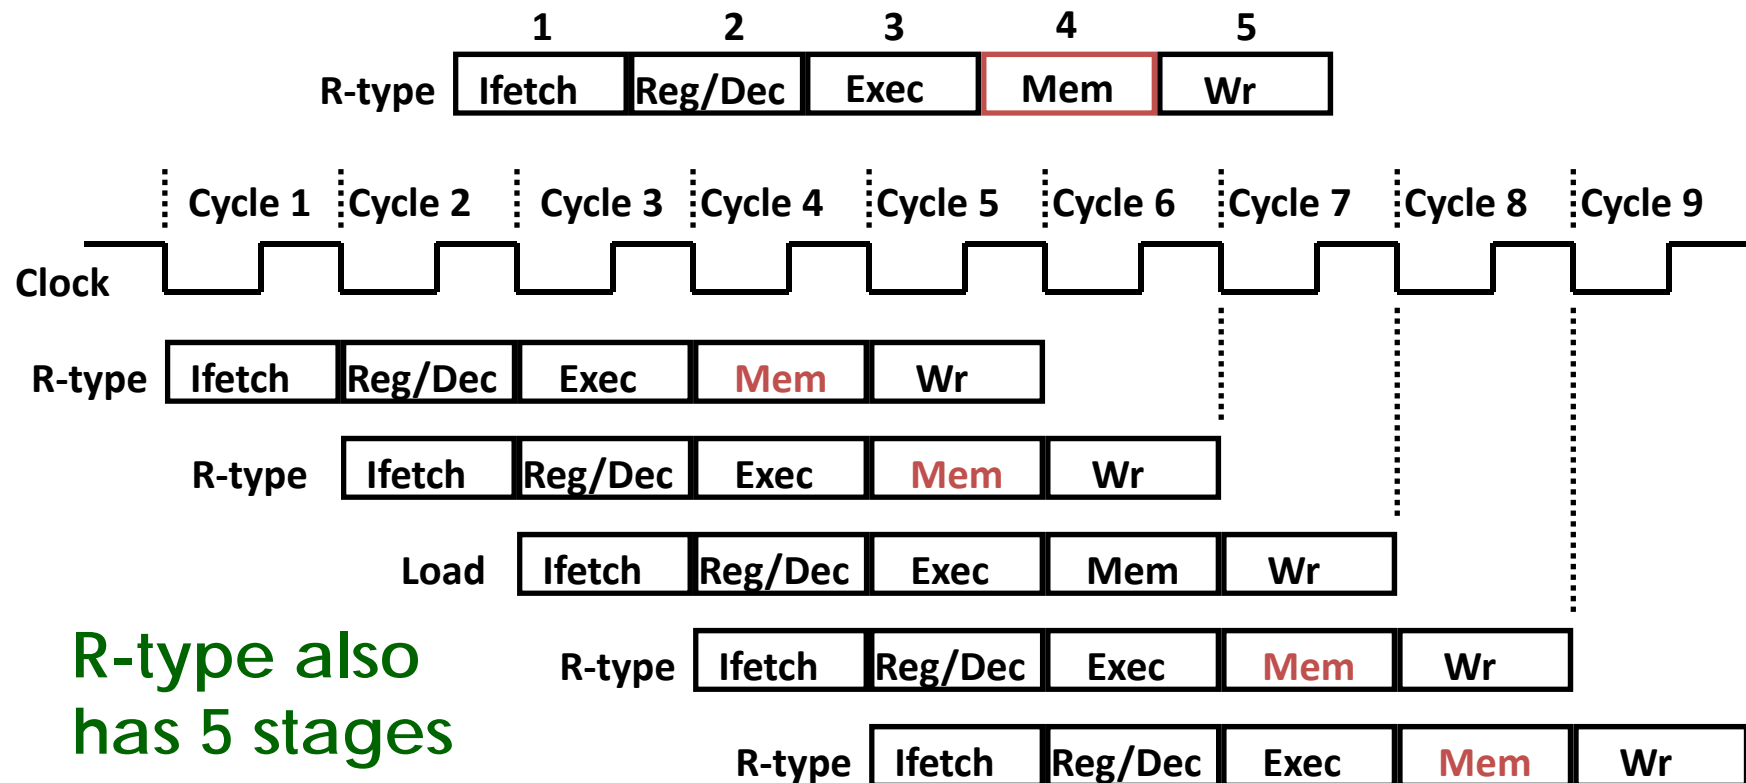 1 2 3 4 5
R-type Ifetch Reg/Dec Exec Mem Wr
Cycle 1 Cycle 2 Cycle 3 Cycle 4 Cycle 5 Cycle 6 Cycle 7 Cycle 8 Cycle 9
Clock
R-type Ifetch Reg/Dec Exec Mem Wr
R-type Ifetch Reg/Dec Exec Mem Wr
Load Ifetch Reg/Dec Exec Mem Wr
R-type Ifetch Reg/Dec Exec Mem Wr
R-type Ifetch Reg/Dec Exec Mem Wr
R-type also
has 5 stages